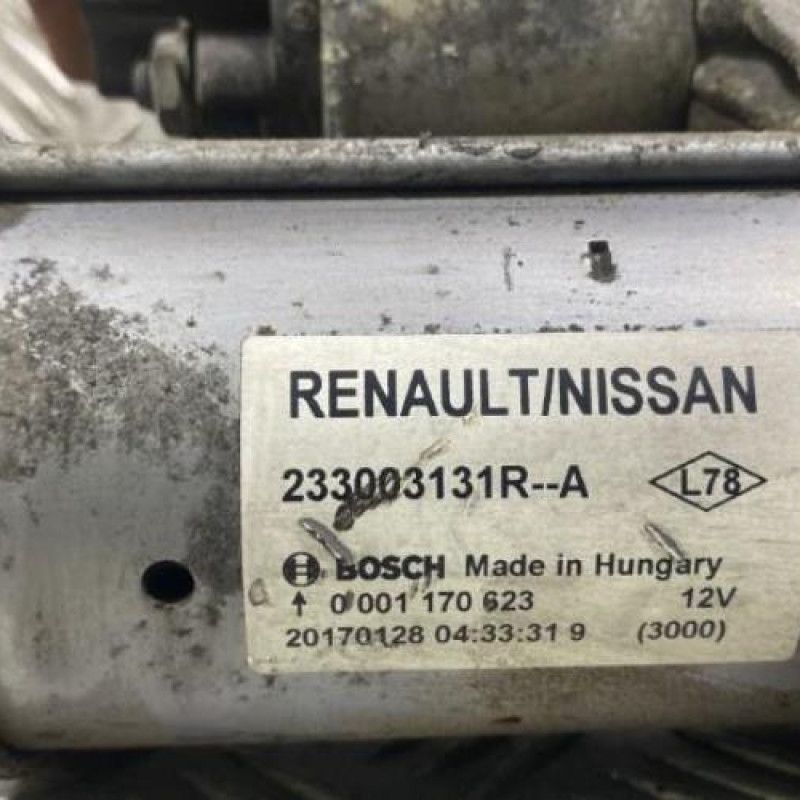 RENAULT/NISSAN
233003131R--A L78
BOSCH Made in Hungary
0 001 170 623 12V
20170128 04:33:31 9 (3000)